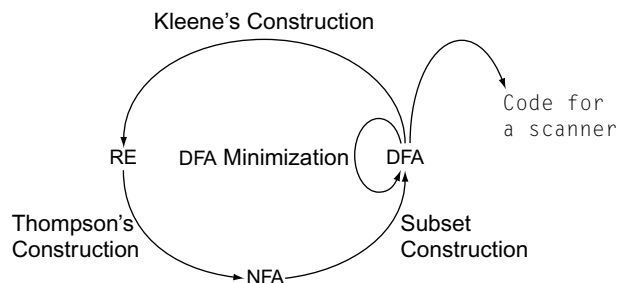 Kleene's Construction
Code for
a scanner
RE
DFA Minimization
DFA
Thompson's
Construction
Subset
Construction
NFA